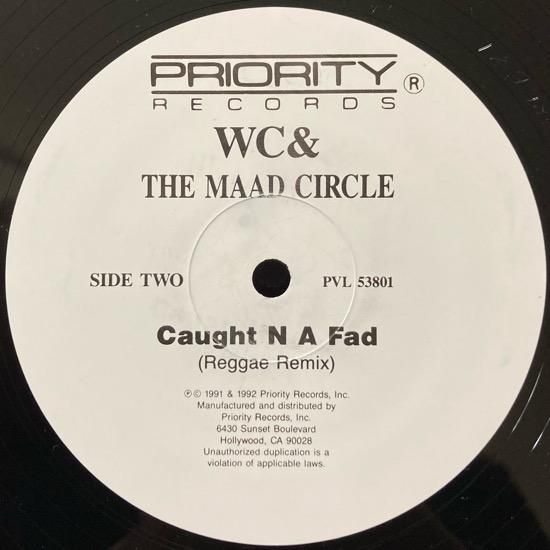 PRIORITY ®
RECORDS
WC&
THE MAAD CIRCLE
SIDE TWO PVL 53801
Caught N A Fad
(Reggae Remix)
℗© 1991 & 1992 Priority Records, Inc.
Manufactured and distributed by
Priority Records, Inc.
6430 Sunset Boulevard
Hollywood, CA 90028
Unauthorized duplication is a
violation of applicable laws.